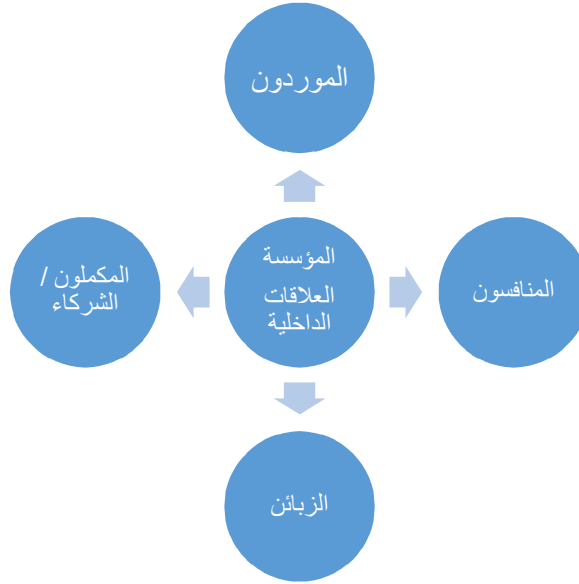 الموردون
المؤسسة
العلاقات
الداخلية
المنافسون
المكملون /
الشركاء
الزبائن